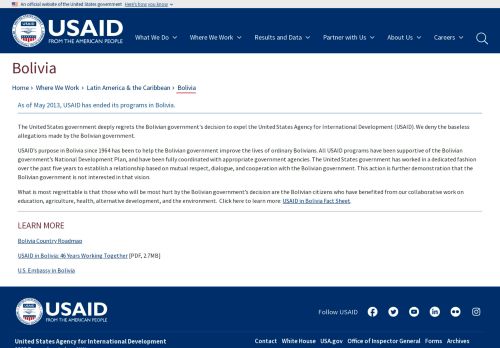 An official website of the United States government Here's how you know
USAID
FROM THE AMERICAN PEOPLE
What We Do
Where We Work
Results and Data
Partner with Us
About Us
Careers
Bolivia
Home › Where We Work › Latin America & the Caribbean › Bolivia
As of May 2013, USAID has ended its programs in Bolivia.
The United States government deeply regrets the Bolivian government's decision to expel the United States Agency for International Development (USAID). We deny the baseless
allegations made by the Bolivian government.
USAID's purpose in Bolivia since 1964 has been to help the Bolivian government improve the lives of ordinary Bolivians. All USAID programs have been supportive of the Bolivian
government's National Development Plan, and have been fully coordinated with appropriate government agencies. The United States government has worked in a dedicated fashion
over the past five years to establish a relationship based on mutual respect, dialogue, and cooperation with the Bolivian government. This action is further demonstration that the
Bolivian government is not interested in that vision.
What is most regrettable is that those who will be most hurt by the Bolivian government's decision are the Bolivian citizens who have benefited from our collaborative work on
education, agriculture, health, alternative development, and the environment. Click here to learn more: USAID in Bolivia Fact Sheet.
LEARN MORE
Bolivia Country Roadmap
USAID in Bolivia: 46 Years Working Together [PDF, 2.7MB]
U.S. Embassy in Bolivia
USAID
FROM THE AMERICAN PEOPLE
Follow USAID
United States Agency for International Development
Contact White House USA.gov Office of Inspector General Forms Archives